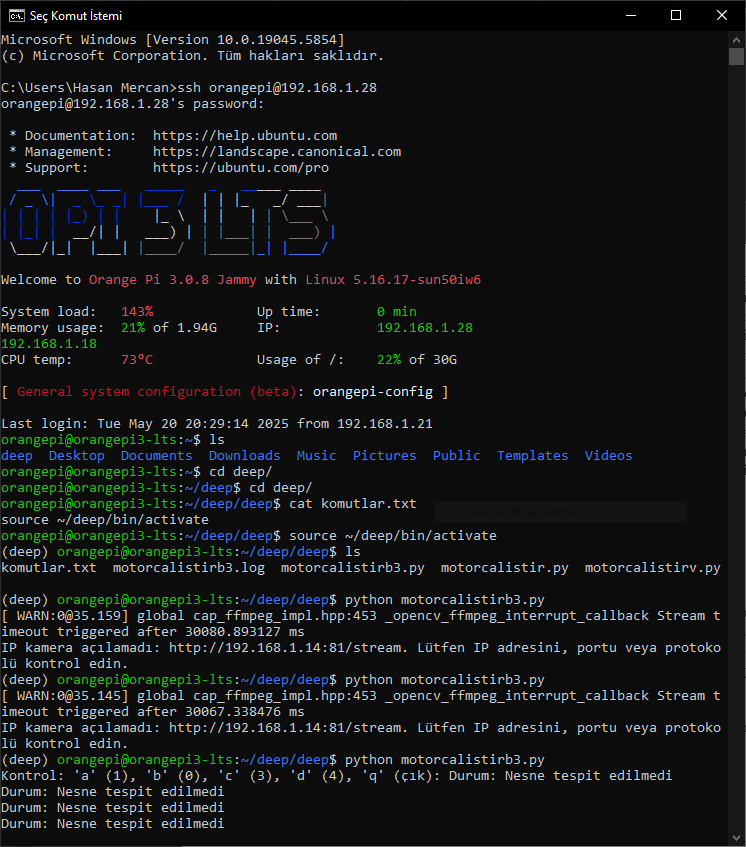 Seç Komut İstemi
Microsoft Windows [Version 10.0.19045.5854]
(c) Microsoft Corporation. Tüm hakları saklıdır.
C:\Users\Hasan Mercan>ssh orangepi@192.168.1.28
orangepi@192.168.1.28's password:
* Documentation:  https://help.ubuntu.com
* Management:     https://landscape.canonical.com
* Support:        https://ubuntu.com/pro
OPI 3 LTS
Welcome to Orange Pi 3.0.8 Jammy with Linux 5.16.17-sun50iw6
System load:   143%             Up time:       0 min
Memory usage:  21% of 1.94G     IP:            192.168.1.28
192.168.1.18
CPU temp:      73°C             Usage of /:    22% of 30G
[ General system configuration (beta): orangepi-config ]
Last login: Tue May 20 20:29:14 2025 from 192.168.1.21
orangepi@orangepi3-lts:~$ ls
deep  Desktop  Documents  Downloads  Music  Pictures  Public  Templates  Videos
orangepi@orangepi3-lts:~$ cd deep/
orangepi@orangepi3-lts:~/deep$ cd deep/
orangepi@orangepi3-lts:~/deep/deep$ cat komutlar.txt
source ~/deep/bin/activate
orangepi@orangepi3-lts:~/deep/deep$ source ~/deep/bin/activate
(deep) orangepi@orangepi3-lts:~/deep/deep$ ls
komutlar.txt  motorcalistirb3.log  motorcalistirb3.py  motorcalistir.py  motorcalistirv.py
(deep) orangepi@orangepi3-lts:~/deep/deep$ python motorcalistirb3.py
[ WARN:0@35.159] global cap_ffmpeg_impl.hpp:453 _opencv_ffmpeg_interrupt_callback Stream t
imeout triggered after 30080.893127 ms
IP kamera açılamadı: http://192.168.1.14:81/stream. Lütfen IP adresini, portu veya protoko
lü kontrol edin.
(deep) orangepi@orangepi3-lts:~/deep/deep$ python motorcalistirb3.py
[ WARN:0@35.145] global cap_ffmpeg_impl.hpp:453 _opencv_ffmpeg_interrupt_callback Stream t
imeout triggered after 30067.338476 ms
IP kamera açılamadı: http://192.168.1.14:81/stream. Lütfen IP adresini, portu veya protoko
lü kontrol edin.
(deep) orangepi@orangepi3-lts:~/deep/deep$ python motorcalistirb3.py
Kontrol: 'a' (1), 'b' (0), 'c' (3), 'd' (4), 'q' (çık): Durum: Nesne tespit edilmedi
Durum: Nesne tespit edilmedi
Durum: Nesne tespit edilmedi
Durum: Nesne tespit edilmedi